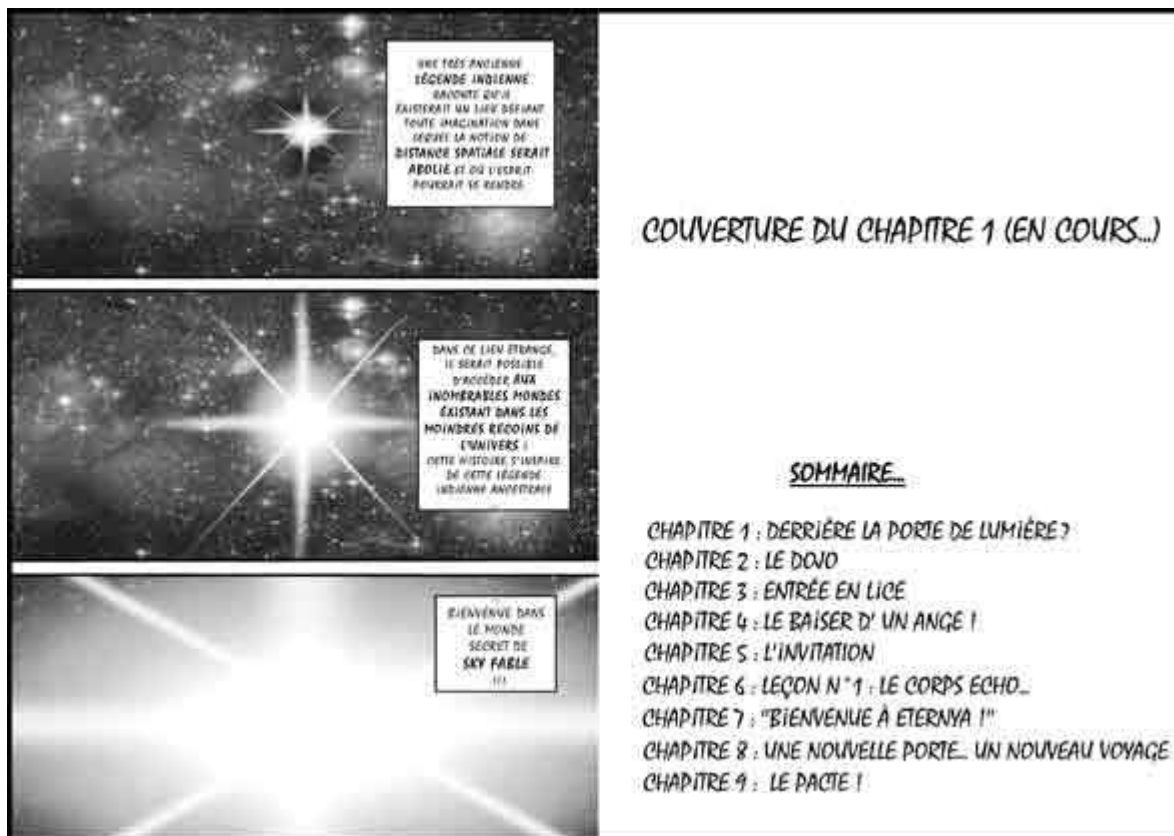 UNE TRÈS ANCIENNE
LÉGENDE INDIENNE
RACONTE QU'IL
EXISTERAIT UN LIEU DÉFIANT
TOUTE IMAGINATION DANS
LEQUEL LA NOTION DE
DISTANCE SPATIALE SERAIT
ABOLIE ET OÙ L'ESPRIT
POURRAIT SE RENDRE
DANS CE LIEU ÉTRANGE,
IL SERAIT POSSIBLE
D'ACCÉDER AUX
INOMBRABLES MONDES
EXISTANT DANS LES
MOINDRES RECOINS DE
L'UNIVERS !
CETTE HISTOIRE S'INSPIRE
DE CETTE LÉGENDE
INDIENNE ANCESTRALE
BIENVENUE DANS
LE MONDE
SECRET DE
SKY FABLE
!!!
COUVERTURE DU CHAPITRE 1 (EN COURS...)
SOMMAIRE...
CHAPITRE 1 : DERRIÈRE LA PORTE DE LUMIÈRE ?
CHAPITRE 2 : LE DOJO
CHAPITRE 3 : ENTRÉE EN LICE
CHAPITRE 4 : LE BAISER D' UN ANGE !
CHAPITRE 5 : L'INVITATION
CHAPITRE 6 : LEÇON N°1 : LE CORPS ECHO...
CHAPITRE 7 : "BIENVENUE À ETERNYA !"
CHAPITRE 8 : UNE NOUVELLE PORTE... UN NOUVEAU VOYAGE
CHAPITRE 9 : LE PACTE !